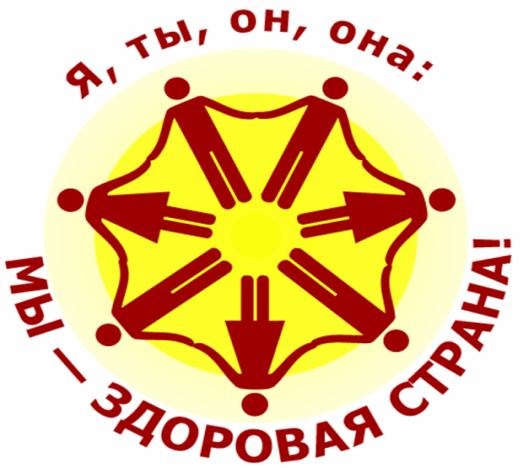 Я, ты, он, она:
МЫ — ЗДОРОВАЯ СТРАНА!